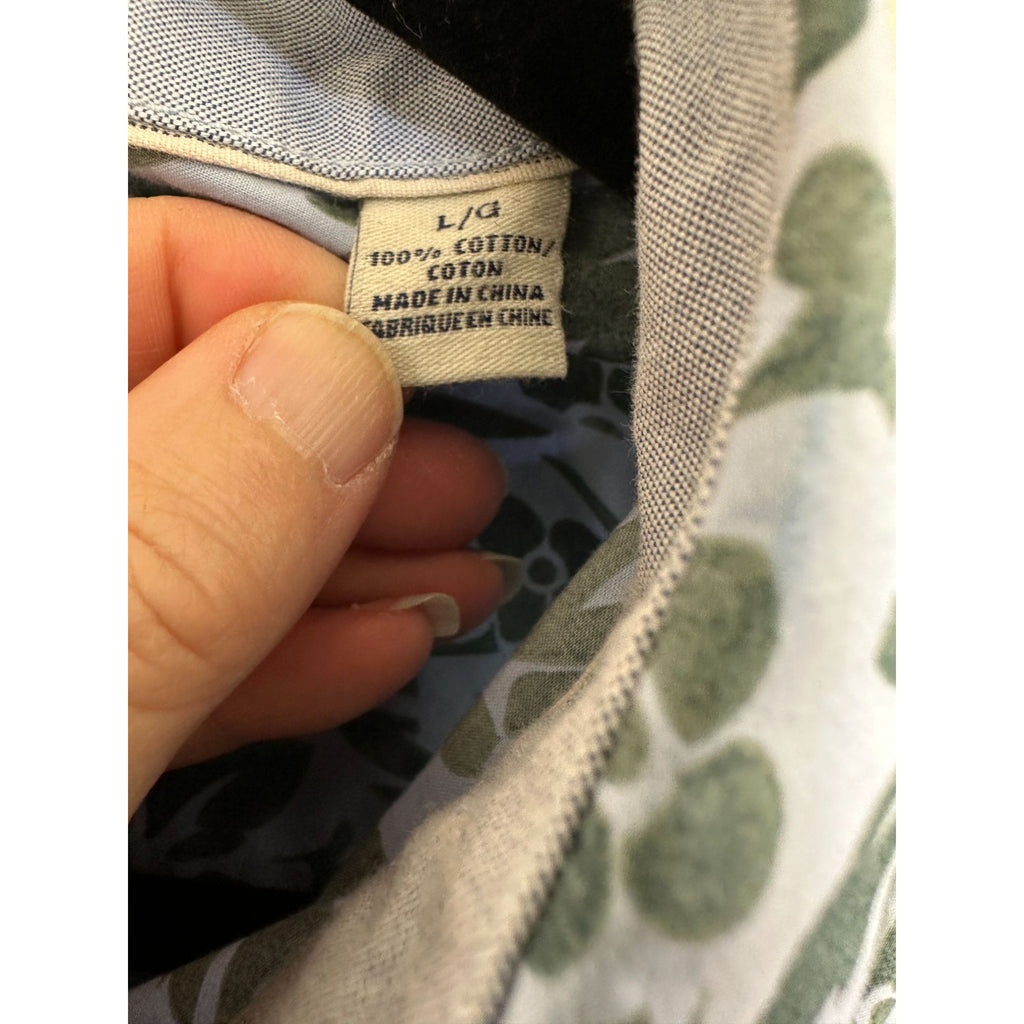 L/G
100% COTTON/
COTON
MADE IN CHINA
FABRIQUE EN CHINE